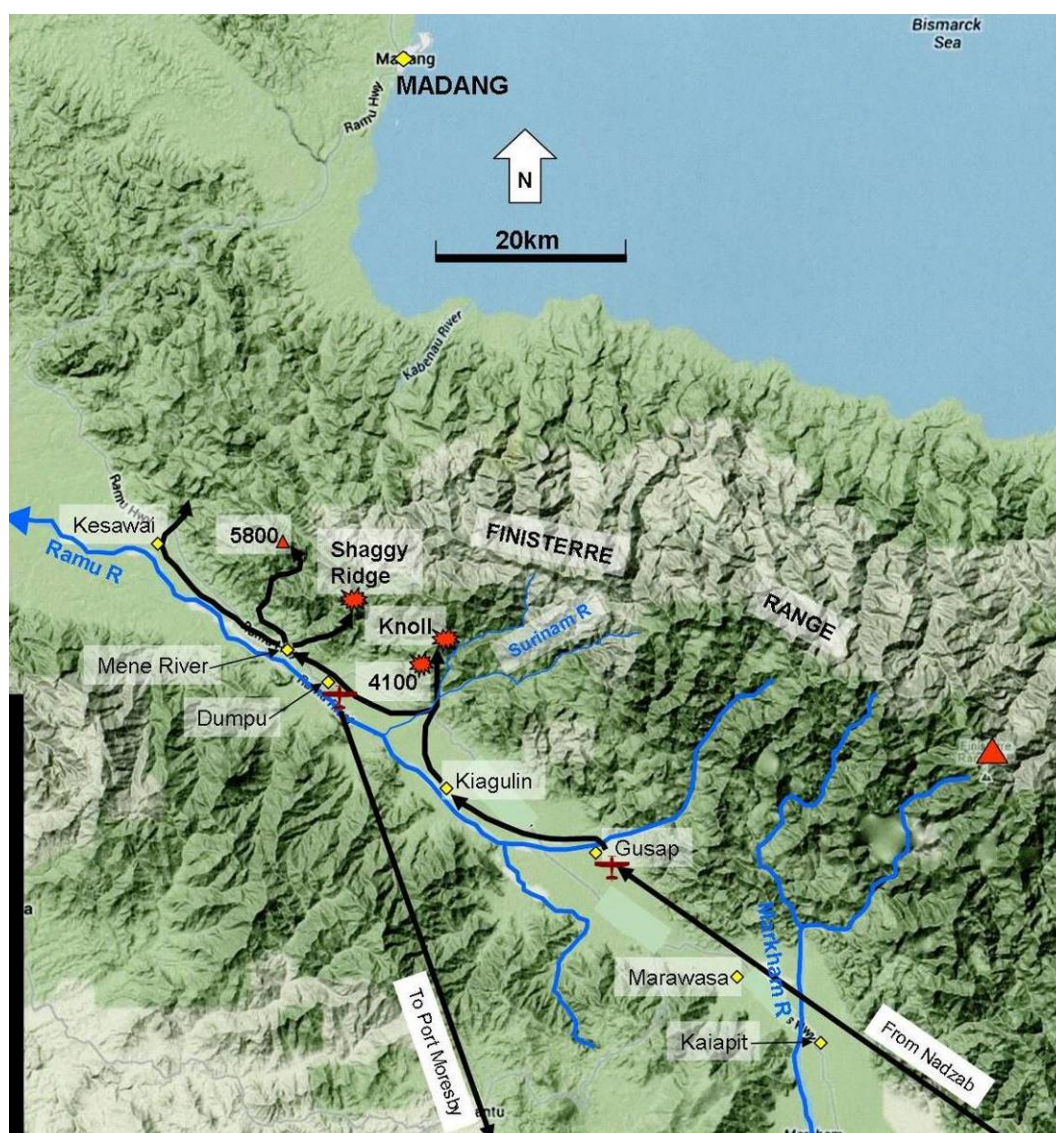 Bismarck
Sea
Madang
MADANG
Ramu Hwy
N
20km
Kabenau River
Ramu Hwy
Kesawai
Ramu R
5800
Shaggy
Ridge
FINISTERRE
RANGE
Knoll
Surinam R
4100
Mene River
Dumpu
Kiagulin
Gusap
Markham R
Marawasa
Kaiapit
To Port Moresby
From Nadzab